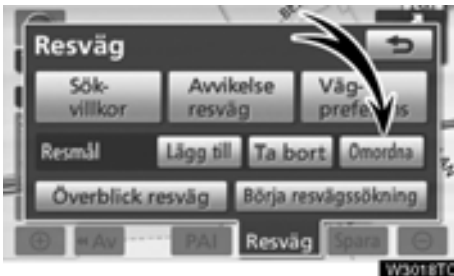 Resväg
Sök-villkor Avvikelse resväg Väg-preferens
Resmål Lägg till Ta bort Omordna
Överblick resväg Börja resvägssökning
Av PAI Resväg Spara
W3018TC